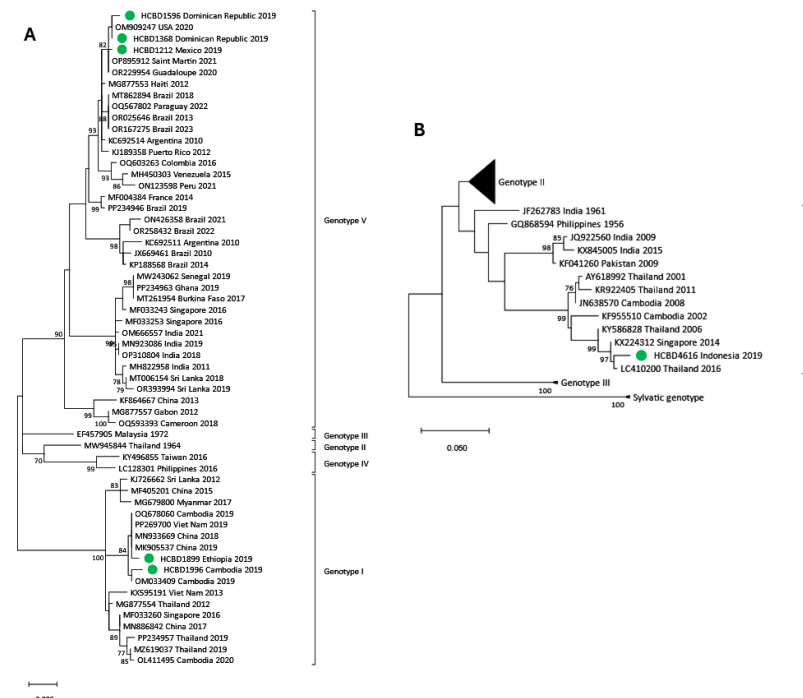 A
HCBD1596 Dominican Republic 2019
OM909247 USA 2020
HCBD1368 Dominican Republic 2019
82
HCBD1212 Mexico 2019
OP895912 Saint Martin 2021
OR229954 Guadaloupe 2020
MG877553 Haiti 2012
MT862894 Brazil 2018
OQ567802 Paraguay 2022
OR025646 Brazil 2013
88
OR167275 Brazil 2023
93
KC692514 Argentina 2010
KJ189358 Puerto Rico 2012
OQ603263 Colombia 2016
MH450303 Venezuela 2015
93
ON123598 Peru 2021
86
MF004384 France 2014
PP234946 Brazil 2019
99
ON426358 Brazil 2021
Genotype V
OR258432 Brazil 2022
KC692511 Argentina 2010
98
JX669461 Brazil 2010
KP188568 Brazil 2014
MW243062 Senegal 2019
98
PP234963 Ghana 2019
MT261954 Burkina Faso 2017
MF033243 Singapore 2016
MF033253 Singapore 2016
OM666557 India 2021
90
MN923086 India 2019
OP310804 India 2018
MH822958 India 2011
MT006154 Sri Lanka 2018
78
OR393994 Sri Lanka 2019
79
KF864667 China 2013
MG877557 Gabon 2012
99
OQ593393 Cameroon 2018
100
EF457905 Malaysia 1972
Genotype III
MW945844 Thailand 1964
Genotype II
KY496855 Taiwan 2016
70
Genotype IV
LC128301 Philippines 2016
99
KJ726662 Sri Lanka 2012
83
MF405201 China 2015
MG679800 Myanmar 2017
OQ678060 Cambodia 2019
PP269700 Viet Nam 2019
MN933669 China 2018
MK905537 China 2019
84
HCBD1899 Ethiopia 2019
100
HCBD1996 Cambodia 2019
Genotype I
OM033409 Cambodia 2019
KX595191 Viet Nam 2013
MG877554 Thailand 2012
MF033260 Singapore 2016
MN886842 China 2017
89
PP234957 Thailand 2019
MZ619037 Thailand 2019
77
OL411495 Cambodia 2020
85
B
Genotype II
JF262783 India 1961
GQ868594 Philippines 1956
85
JQ922560 India 2009
98
KX845005 India 2015
KF041260 Pakistan 2009
AY618992 Thailand 2001
76
KR922405 Thailand 2011
JN638570 Cambodia 2008
99
KF955510 Cambodia 2002
KY586828 Thailand 2006
KX224312 Singapore 2014
99
HCBD4616 Indonesia 2019
97
LC410200 Thailand 2016
Genotype III
100
Sylvatic genotype
100
0.050